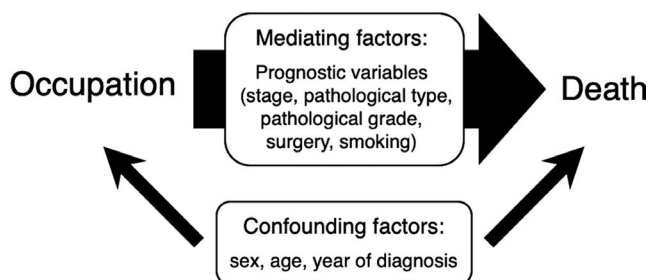 Occupation
Mediating factors:
Prognostic variables
(stage, pathological type,
pathological grade,
surgery, smoking)
Death
Confounding factors:
sex, age, year of diagnosis